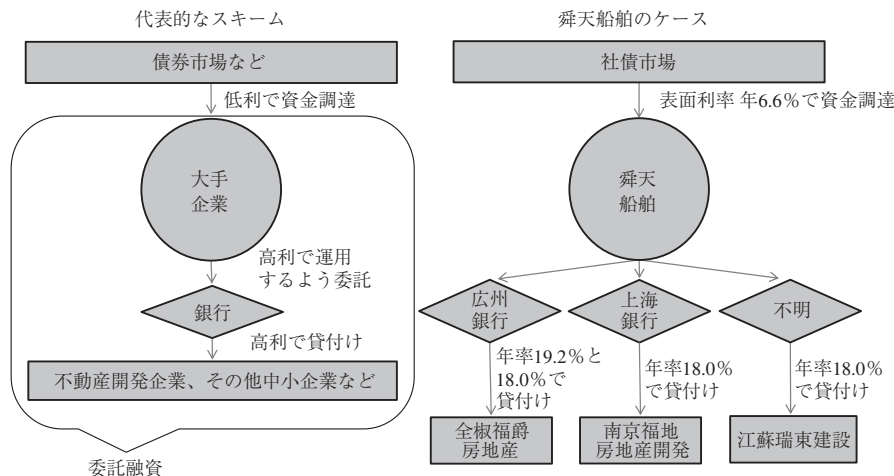 代表的なスキーム
債券市場など
低利で資金調達
大手
企業
高利で運用
するよう委託
銀行
高利で貸付け
不動産開発企業、その他中小企業など
委託融資
舜天船舶のケース
社債市場
表面利率 年6.6%で資金調達
舜天
船舶
広州
銀行
上海
銀行
不明
年率19.2%と
18.0%で
貸付け
年率18.0%
で貸付け
年率18.0%
で貸付け
全椒福爵
房地産
南京福地
房地産開発
江蘇瑞東建設